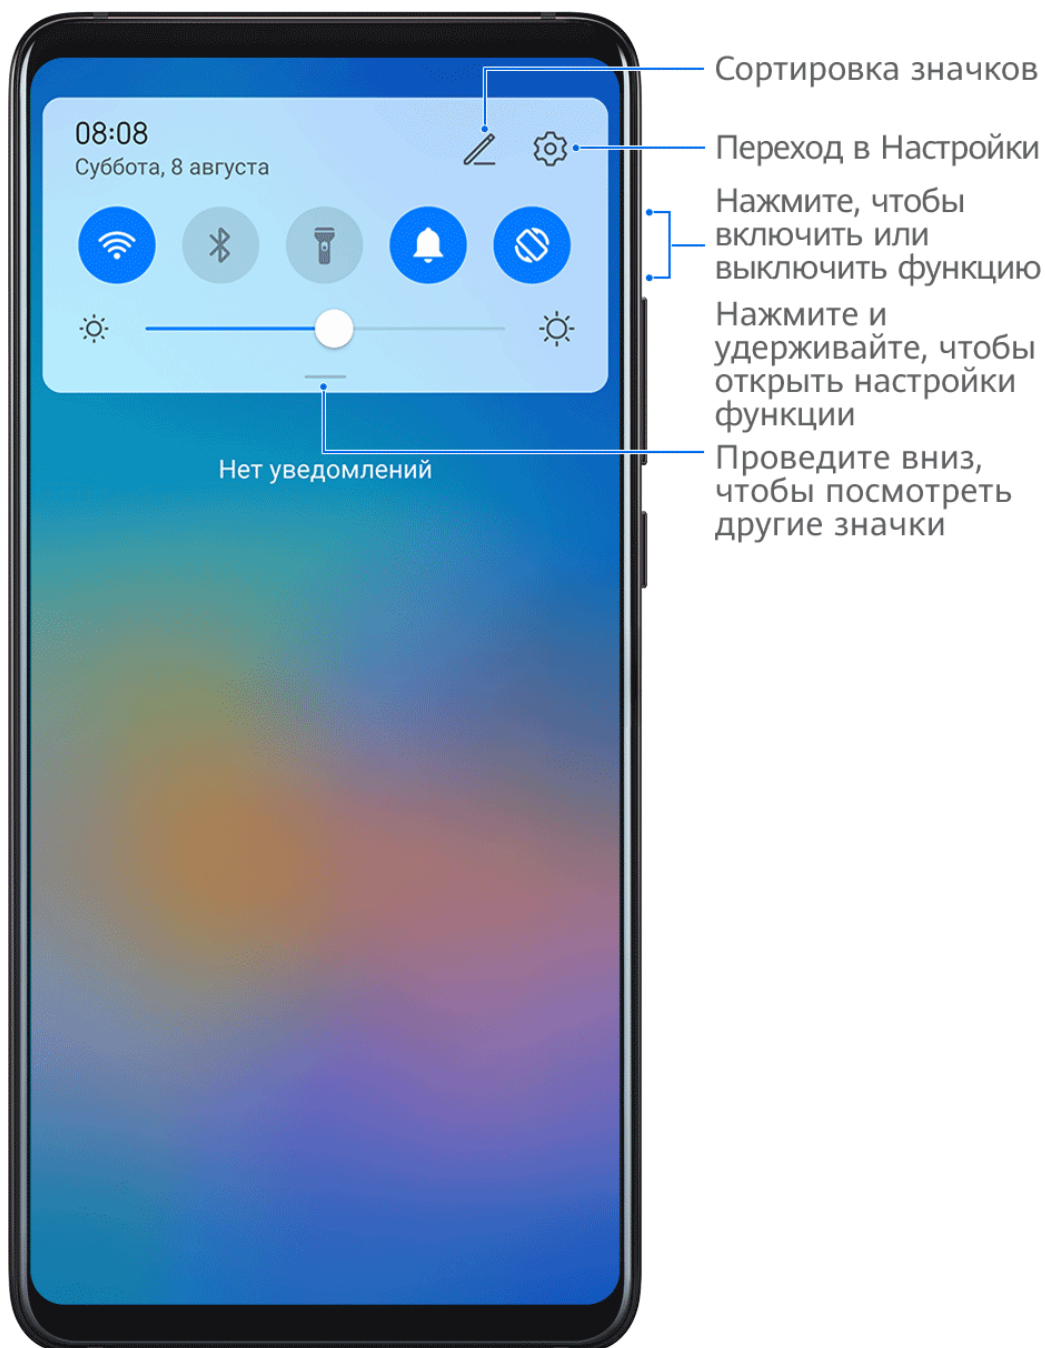 08:08
Суббота, 8 августа
Нет уведомлений
Сортировка значков
Переход в Настройки
Нажмите, чтобы
включить или
выключить функцию
Нажмите и
удерживайте, чтобы
открыть настройки
функции
Проведите вниз,
чтобы посмотреть
другие значки